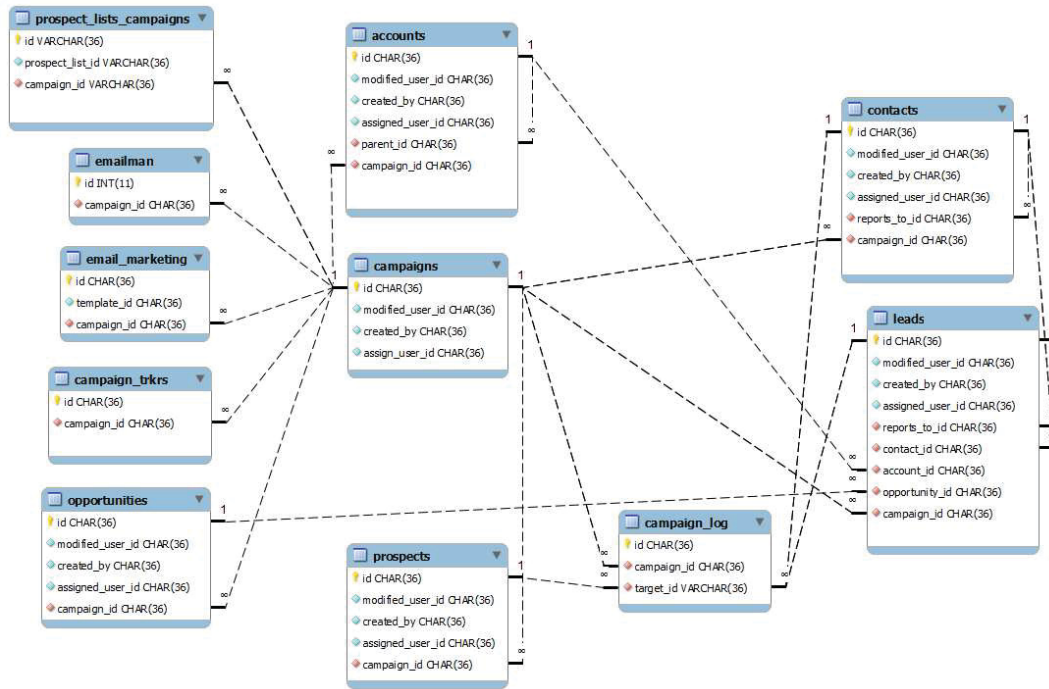 prospect_lists_campaigns
id VARCHAR(36)
prospect_list_id VARCHAR(36)
campaign_id VARCHAR(36)
∞
emailman
id INT(11)
campaign_id CHAR(36)
∞
email_marketing
id CHAR(36)
template_id CHAR(36)
campaign_id CHAR(36)
∞
campaign_trkrs
id CHAR(36)
campaign_id CHAR(36)
∞
opportunities
id CHAR(36)
modified_user_id CHAR(36)
created_by CHAR(36)
assigned_user_id CHAR(36)
campaign_id CHAR(36)
1
∞
accounts
id CHAR(36)
modified_user_id CHAR(36)
created_by CHAR(36)
assigned_user_id CHAR(36)
parent_id CHAR(36)
campaign_id CHAR(36)
1
∞
∞
campaigns
id CHAR(36)
modified_user_id CHAR(36)
created_by CHAR(36)
assign_user_id CHAR(36)
1
1
prospects
id CHAR(36)
modified_user_id CHAR(36)
created_by CHAR(36)
assigned_user_id CHAR(36)
campaign_id CHAR(36)
1
∞
campaign_log
id CHAR(36)
campaign_id CHAR(36)
target_id VARCHAR(36)
∞
∞
∞
contacts
id CHAR(36)
modified_user_id CHAR(36)
created_by CHAR(36)
assigned_user_id CHAR(36)
reports_to_id CHAR(36)
campaign_id CHAR(36)
1
1
∞
∞
leads
id CHAR(36)
modified_user_id CHAR(36)
created_by CHAR(36)
assigned_user_id CHAR(36)
reports_to_id CHAR(36)
contact_id CHAR(36)
account_id CHAR(36)
opportunity_id CHAR(36)
campaign_id CHAR(36)
1
∞
∞
∞